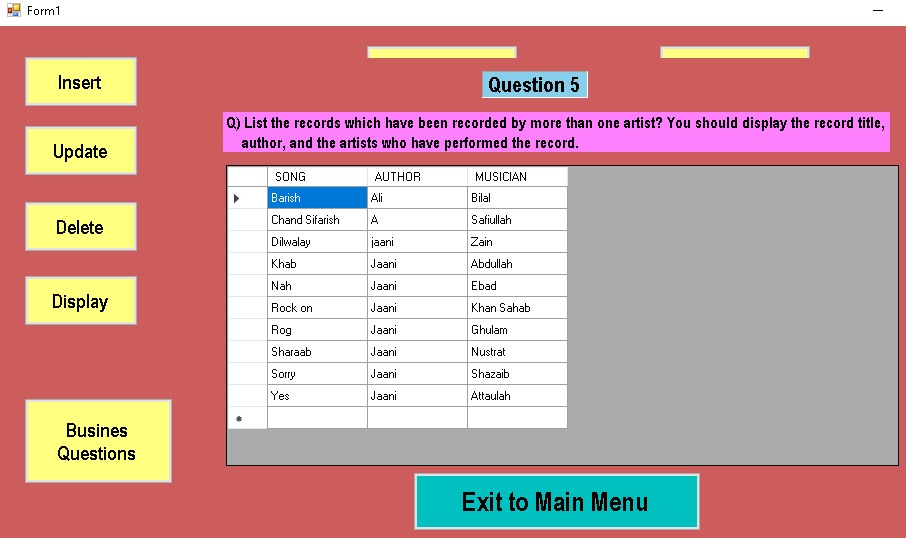 Form1
Insert
Update
Delete
Display
Busines
Questions
Question 5
Q) List the records which have been recorded by more than one artist? You should display the record title,
author, and the artists who have performed the record.
SONG AUTHOR MUSICIAN
Barish Ali Bilal
Chand Sifarish A Safiullah
Dilwalay jaani Zain
Khab Jaani Abdullah
Nah Jaani Ebad
Rock on Jaani Khan Sahab
Rog Jaani Ghulam
Sharaab Jaani Nustrat
Sorry Jaani Shazaib
Yes Jaani Attaulah
Exit to Main Menu